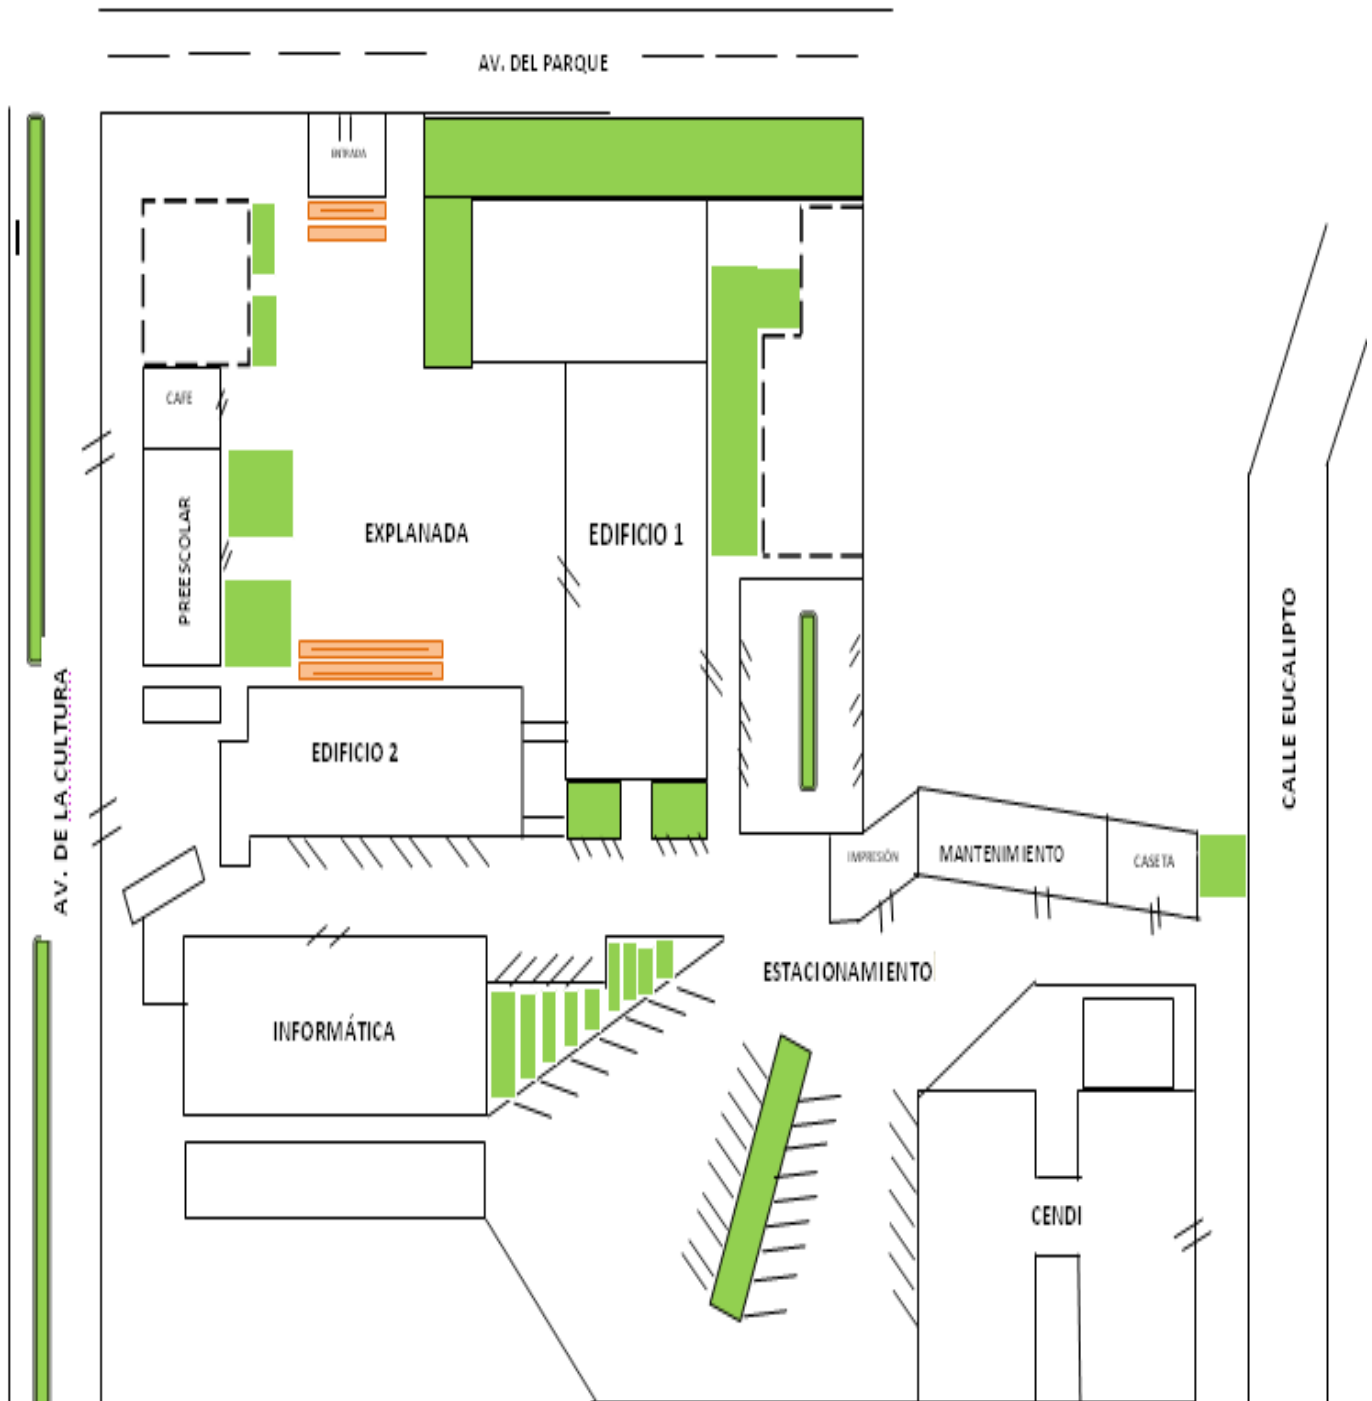 AV. DEL PARQUE
ENTRADA
CAFE
PREESCOLAR
EXPLANADA
EDIFICIO 1
CALLE EUCALIPTO
AV. DE LA CULTURA
EDIFICIO 2
IMPRESIÓN
MANTENIMIENTO
CASETA
ESTACIONAMIENTO
INFORMÁTICA
CENDI